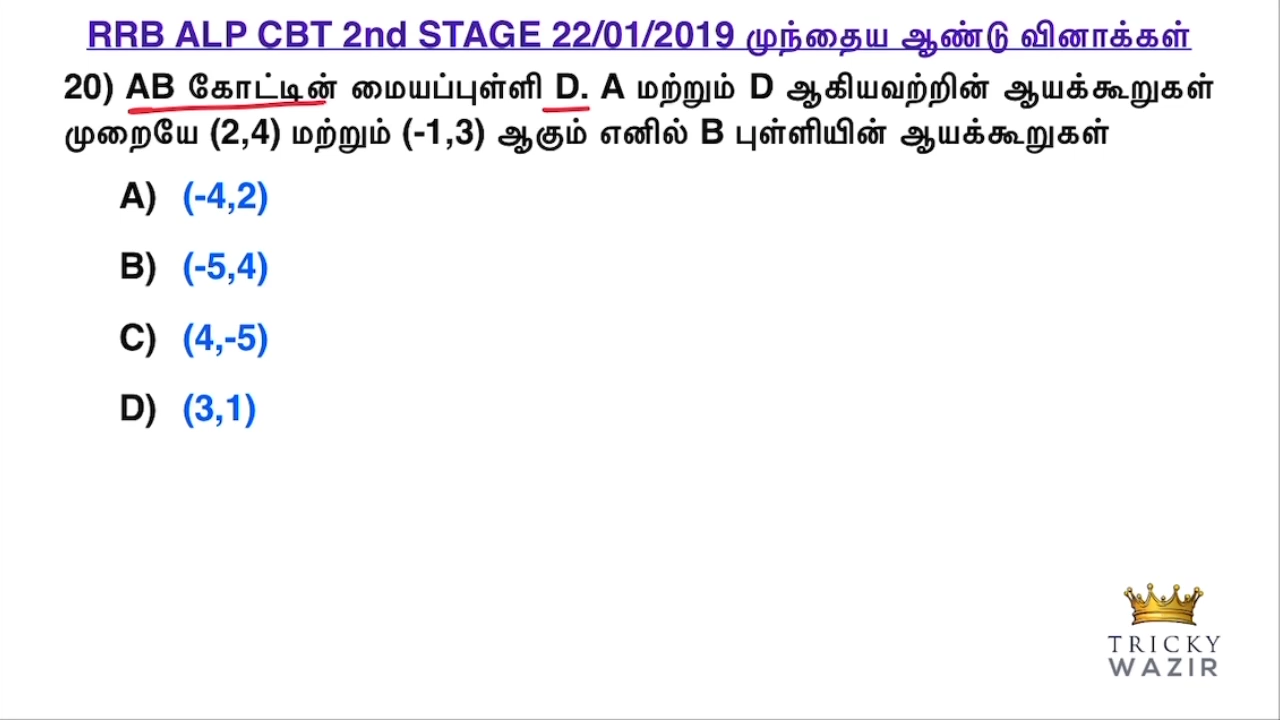 RRB ALP CBT 2nd STAGE 22/01/2019 முந்தைய ஆண்டு வினாக்கள்
20) AB கோட்டின் மையப்புள்ளி D. A மற்றும் D ஆகியவற்றின் ஆயக்கூறுகள்
முறையே (2,4) மற்றும் (-1,3) ஆகும் எனில் B புள்ளியின் ஆயக்கூறுகள்
A) (-4,2)
B) (-5,4)
C) (4,-5)
D) (3,1)
TRICKY
WAZIR